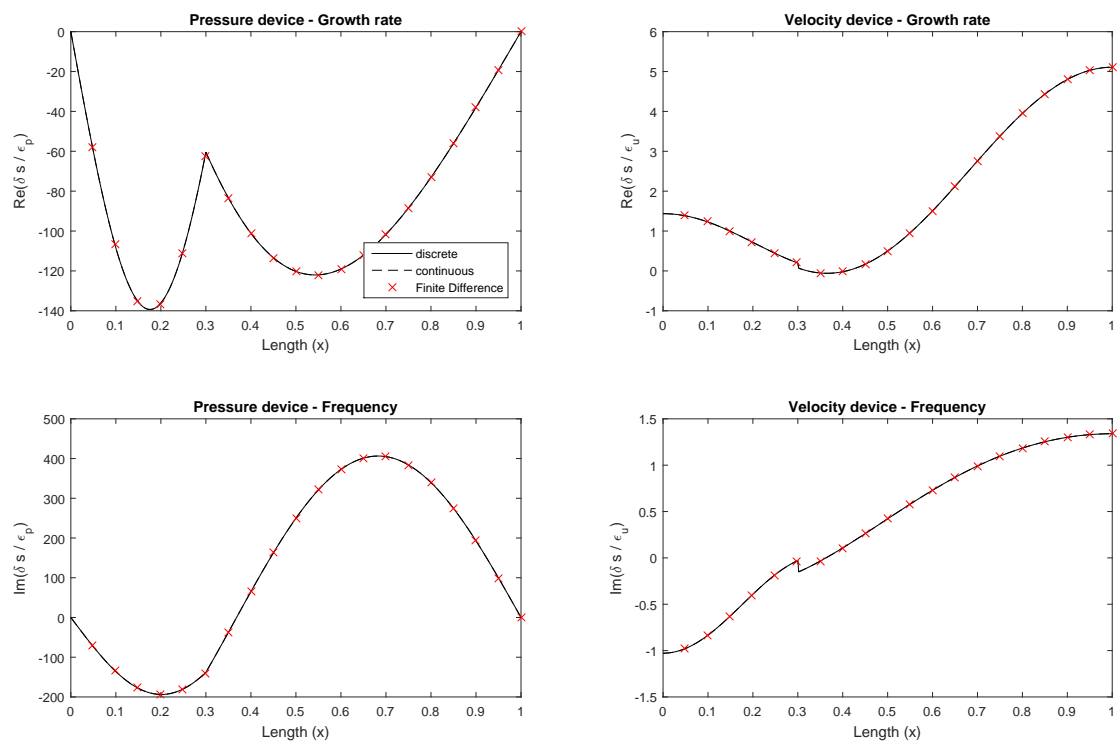 Pressure device - Growth rate
Re(δ s / ϵp)
0
-20
-40
-60
-80
-100
-120
-140
0 0.1 0.2 0.3 0.4 0.5 0.6 0.7 0.8 0.9 1
Length (x)
discrete
continuous
Finite Difference
Velocity device - Growth rate
Re(δ s / ϵu)
6
5
4
3
2
1
0
-1
0 0.1 0.2 0.3 0.4 0.5 0.6 0.7 0.8 0.9 1
Length (x)
Pressure device - Frequency
Im(δ s / ϵp)
500
400
300
200
100
0
-100
-200
0 0.1 0.2 0.3 0.4 0.5 0.6 0.7 0.8 0.9 1
Length (x)
Velocity device - Frequency
Im(δ s / ϵu)
1.5
1
0.5
0
-0.5
-1
-1.5
0 0.1 0.2 0.3 0.4 0.5 0.6 0.7 0.8 0.9 1
Length (x)